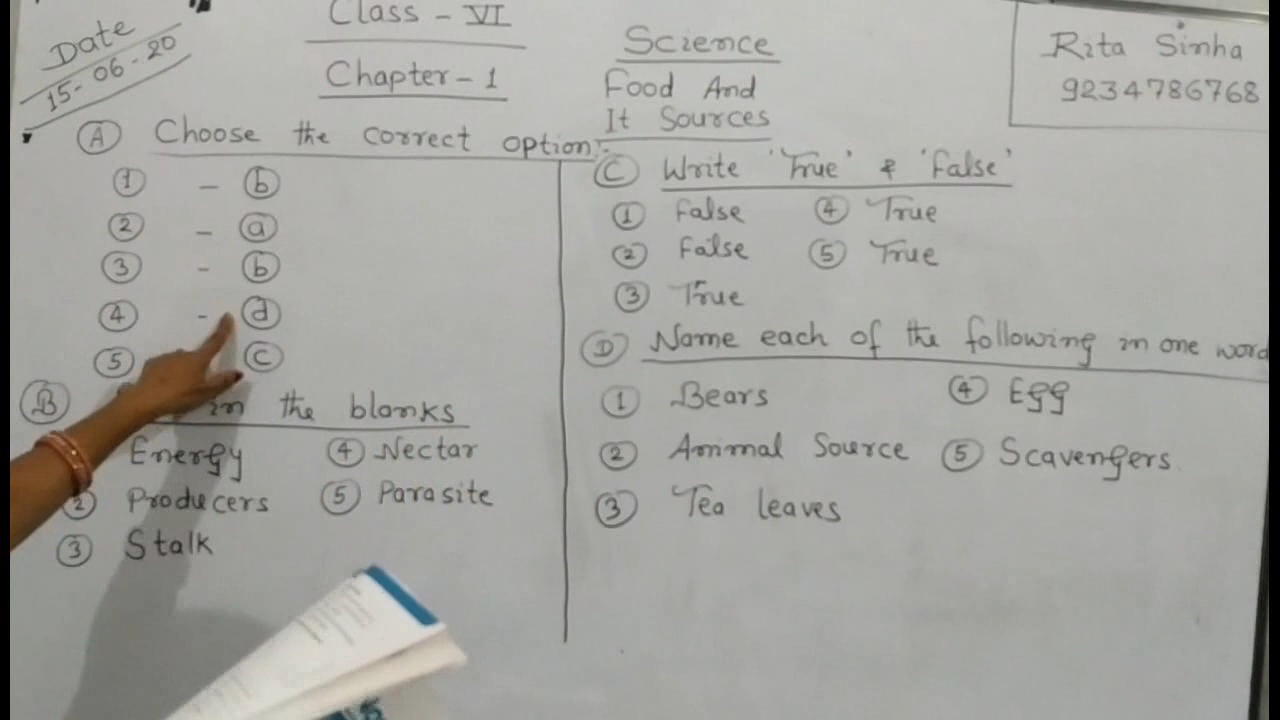 Date
15-06-20
Class - VI
Chapter - 1
Science
Food And
It Sources
Rita Sinha
9234786768
(A) Choose the correct option:-
(1) - (b)
(2) - (a)
(3) - (b)
(4) - (d)
(5) (c)
(B) in the blanks
Energy
(2) Producers
(3) Stalk
(4) Nectar
(5) Parasite
(C) Write 'True' & 'False'
(1) False
(2) False
(3) True
(4) True
(5) True
(D) Name each of the following in one word
(1) Bears
(2) Animal Source
(3) Tea leaves
(4) Egg
(5) Scavengers